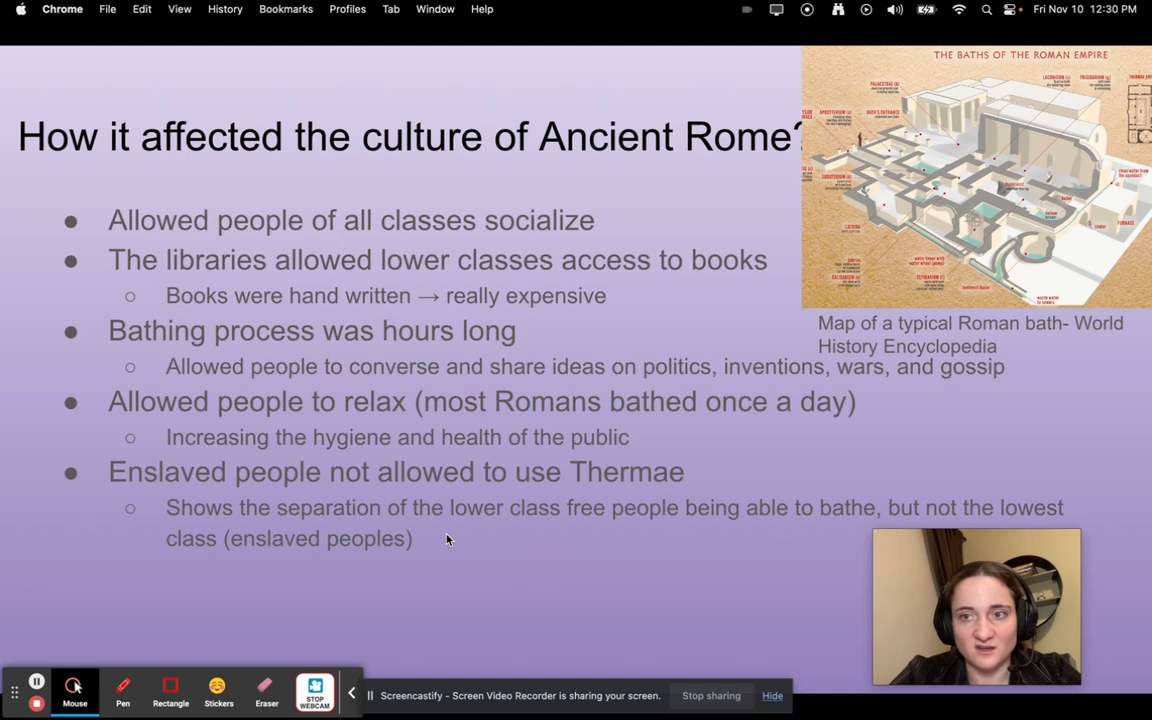 Chrome File Edit View History Bookmarks Profiles Tab Window Help Fri Nov 10 12:30 PM
THE BATHS OF THE ROMAN EMPIRE
How it affected the culture of Ancient Rome?
● Allowed people of all classes socialize
● The libraries allowed lower classes access to books
○ Books were hand written → really expensive
● Bathing process was hours long
Map of a typical Roman bath- World
History Encyclopedia
○ Allowed people to converse and share ideas on politics, inventions, wars, and gossip
● Allowed people to relax (most Romans bathed once a day)
○ Increasing the hygiene and health of the public
● Enslaved people not allowed to use Thermae
○ Shows the separation of the lower class free people being able to bathe, but not the lowest
class (enslaved peoples)
Mouse Pen Rectangle Stickers Eraser STOP WEBCAM
Screencastify - Screen Video Recorder is sharing your screen. Stop sharing Hide